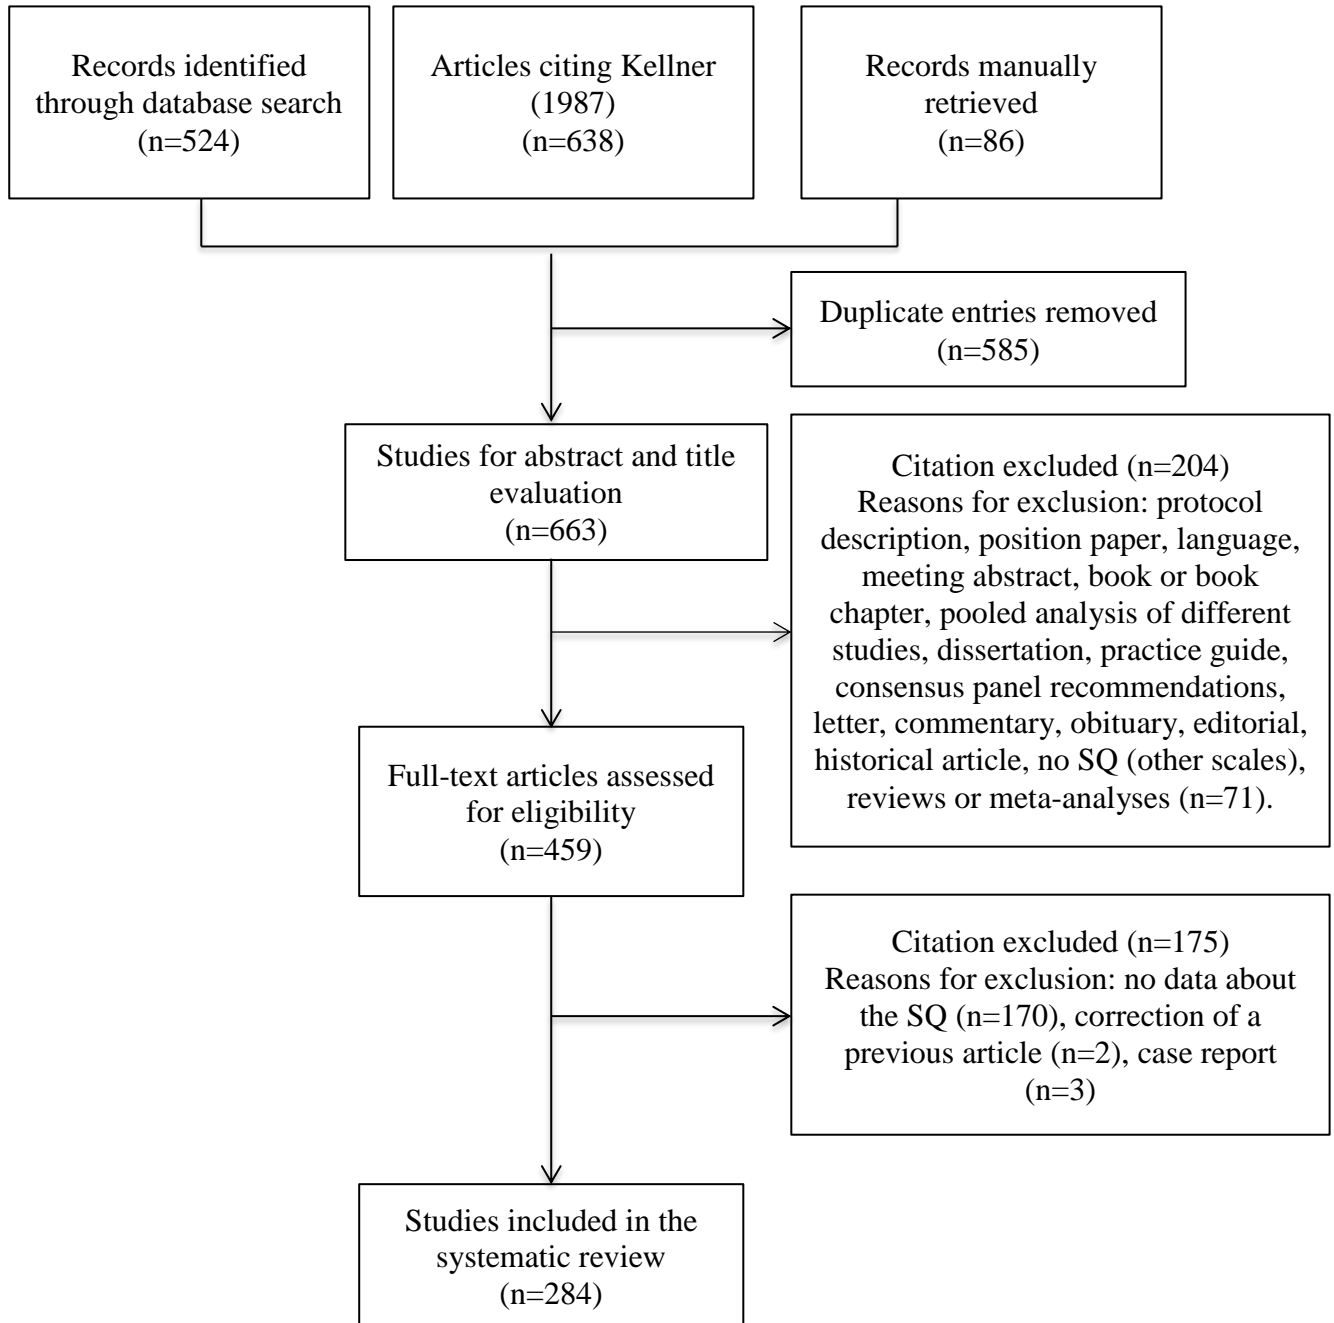 Records identified
through database search
(n=524)
Articles citing Kellner
(1987)
(n=638)
Records manually
retrieved
(n=86)
Duplicate entries removed
(n=585)
Studies for abstract and title
evaluation
(n=663)
Citation excluded (n=204)
Reasons for exclusion: protocol
description, position paper, language,
meeting abstract, book or book
chapter, pooled analysis of different
studies, dissertation, practice guide,
consensus panel recommendations,
letter, commentary, obituary, editorial,
historical article, no SQ (other scales),
reviews or meta-analyses (n=71).
Full-text articles assessed
for eligibility
(n=459)
Citation excluded (n=175)
Reasons for exclusion: no data about
the SQ (n=170), correction of a
previous article (n=2), case report
(n=3)
Studies included in the
systematic review
(n=284)